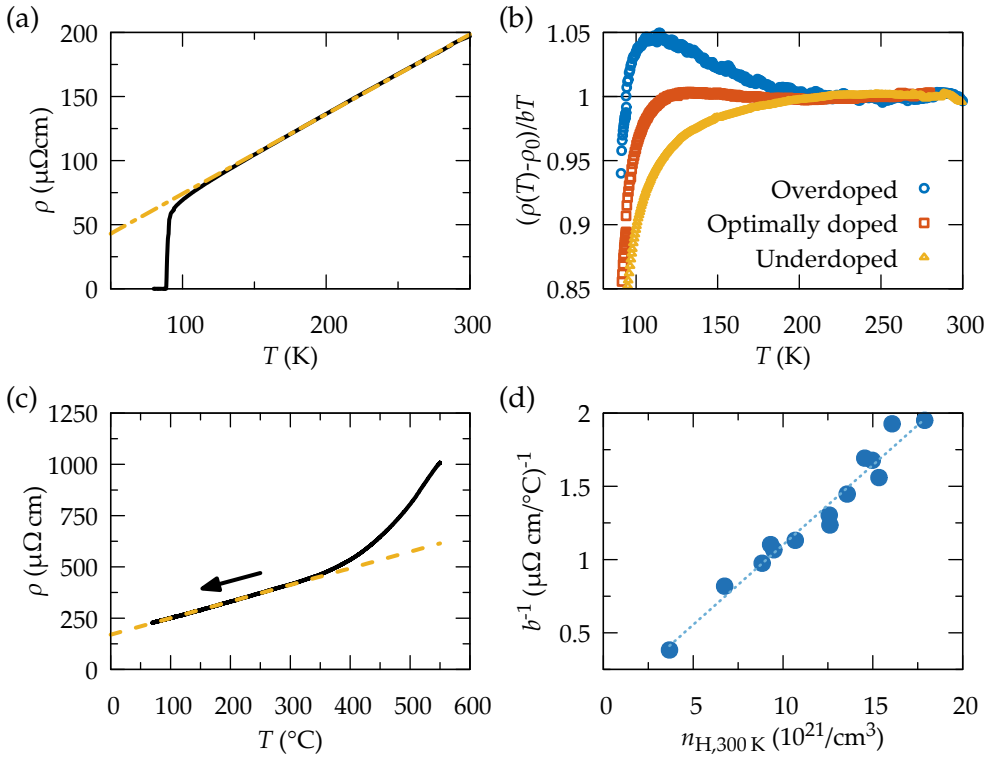 (a)
200
150
100
50
0
ρ (μΩcm)
100
200
300
T (K)
(b)
1.05
1
0.95
0.9
0.85
(ρ(T)-ρ₀)/bT
Overdoped
Optimally doped
Underdoped
100
150
200
250
300
T (K)
(c)
1250
1000
750
500
250
0
ρ (μΩ cm)
0
100
200
300
400
500
600
T (°C)
(d)
2
1.5
1
0.5
b⁻¹ (μΩ cm/°C)⁻¹
0
5
10
15
20
n_H,300 K (10²¹/cm³)